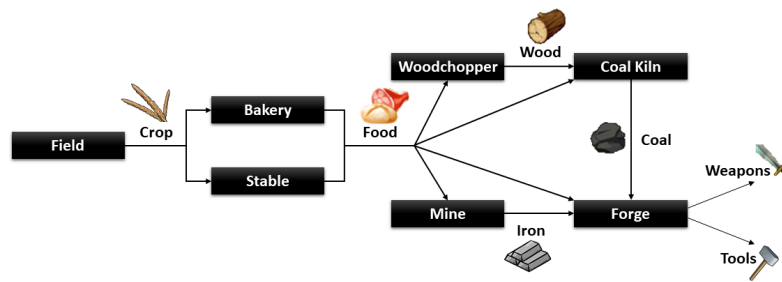 Field
Crop
Bakery
Stable
Food
Woodchopper
Wood
Coal Kiln
Coal
Mine
Iron
Forge
Weapons
Tools